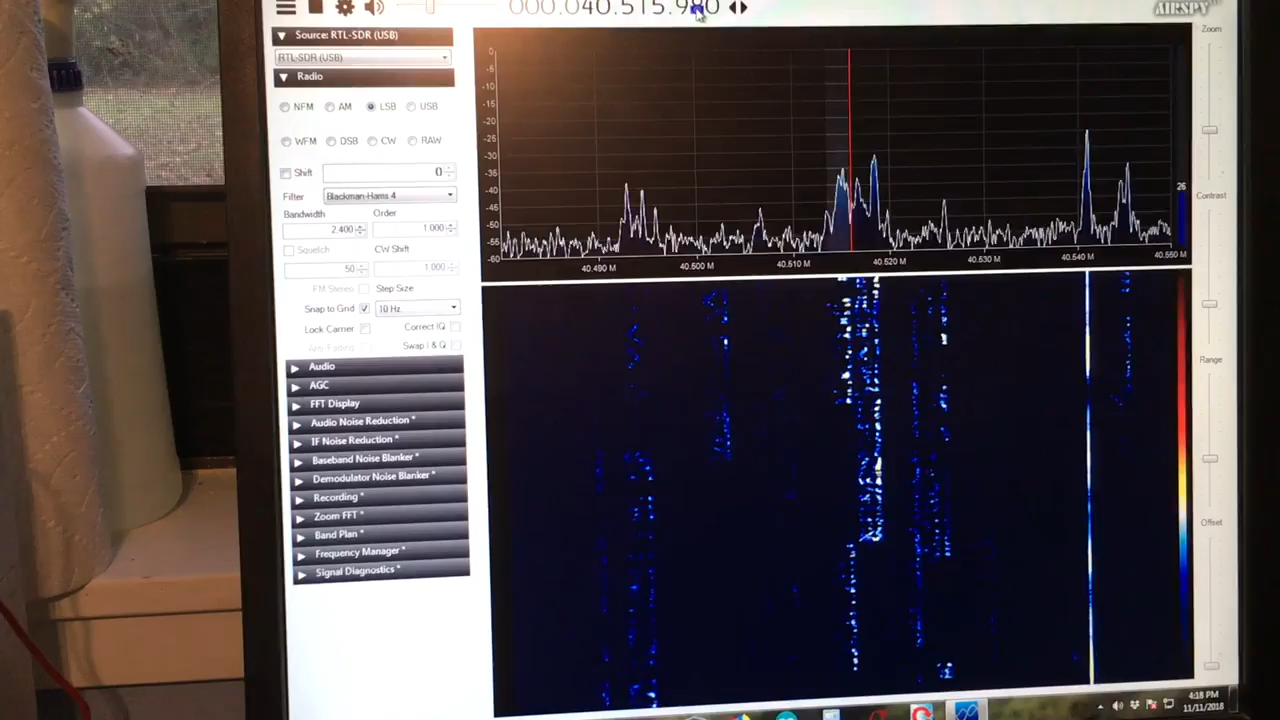 000.040.515.980
AIRSPY
Source: RTL-SDR (USB)
RTL-SDR (USB)
Radio
NFM AM LSB USB
WFM DSB CW RAW
Shift 0
Filter Blackman-Harris 4
Bandwidth Order
2.400 1.000
Squelch CW Shift
50 1.000
FM Stereo Step Size
Snap to Grid 10 Hz
Lock Carrier Correct IQ
Anti-Fading Swap I & Q
Audio
AGC
FFT Display
Audio Noise Reduction *
IF Noise Reduction *
Baseband Noise Blanker *
Demodulator Noise Blanker *
Recording *
Zoom FFT *
Band Plan *
Frequency Manager *
Signal Diagnostics *
0
-5
-10
-15
-20
-25
-30
-35
-40
-45
-50
-55
-60
40.490 M 40.500 M 40.510 M 40.520 M 40.530 M 40.540 M 40.550 M
26
Zoom
Contrast
Range
Offset
4:18 PM
11/11/2018